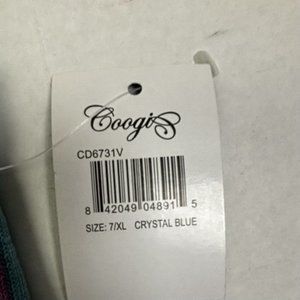 Coogi
CD6731V
8 42049 04891 5
SIZE: 7/XL CRYSTAL BLUE